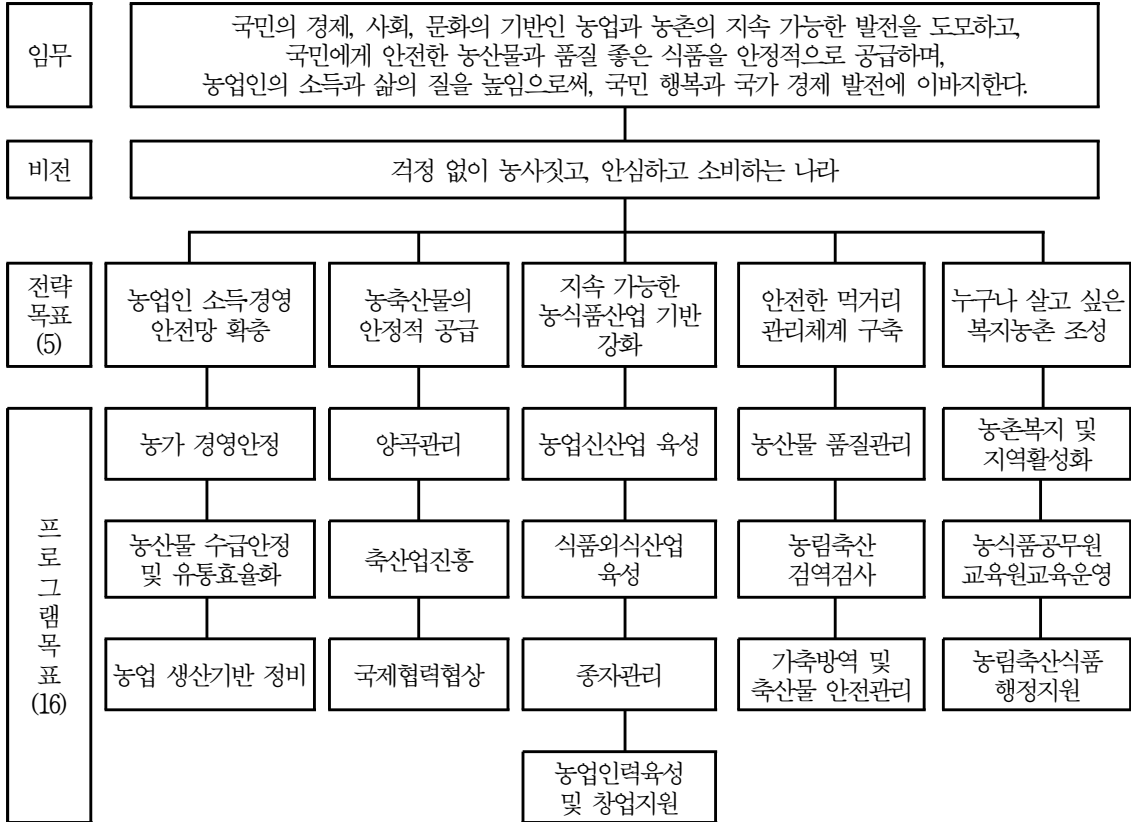 임무
국민의 경제, 사회, 문화의 기반인 농업과 농촌의 지속 가능한 발전을 도모하고,
국민에게 안전한 농산물과 품질 좋은 식품을 안정적으로 공급하며,
농업인의 소득과 삶의 질을 높임으로써, 국민 행복과 국가 경제 발전에 이바지한다.
비전
걱정 없이 농사짓고, 안심하고 소비하는 나라
전략
목표
(5)
농업인 소득·경영
안전망 확충
농축산물의
안정적 공급
지속 가능한
농식품산업 기반
강화
안전한 먹거리
관리체계 구축
누구나 살고 싶은
복지농촌 조성
프
로
그
램
목
표
(16)
농가 경영안정
양곡관리
농업신산업 육성
농산물 품질관리
농촌복지 및
지역활성화
농산물 수급안정
및 유통효율화
축산업진흥
식품외식산업
육성
농림축산
검역검사
농식품공무원
교육원교육운영
농업 생산기반 정비
국제협력협상
종자관리
가축방역 및
축산물 안전관리
농림축산식품
행정지원
농업인력육성
및 창업지원